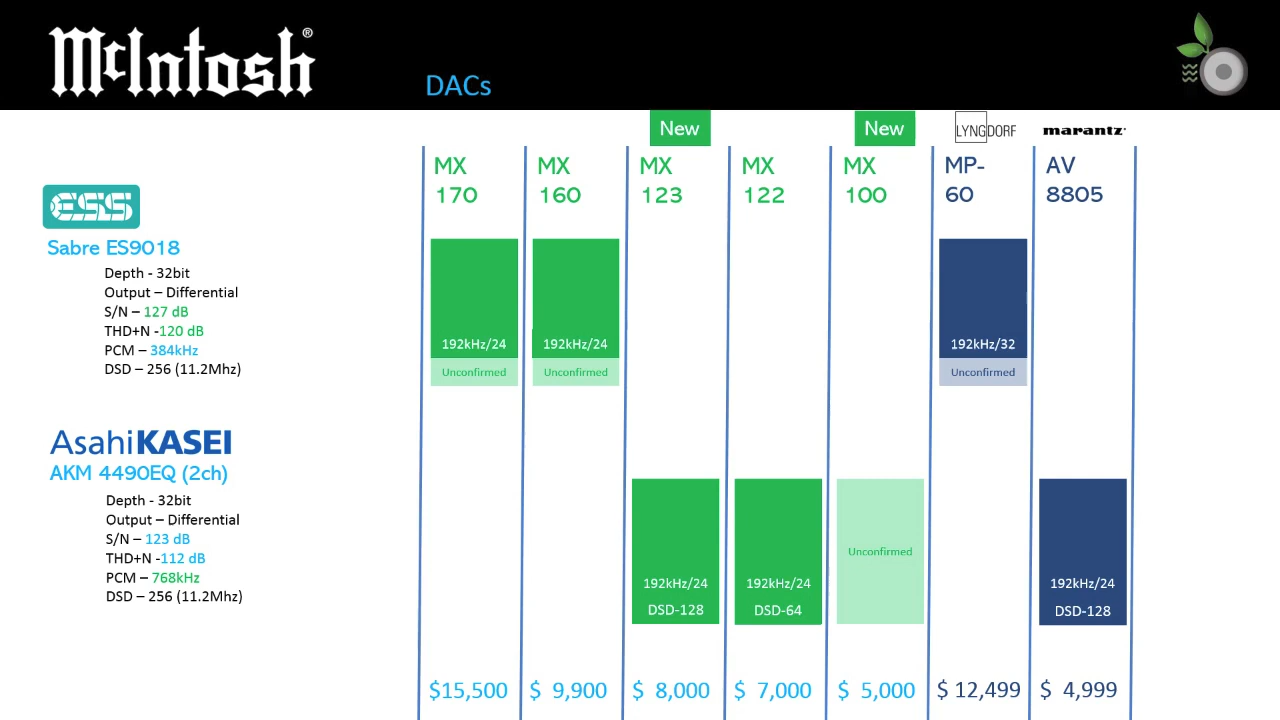 McIntosh®
DACs
New
New
LYNGDORF
marantz
MX
170
MX
160
MX
123
MX
122
MX
100
MP-
60
AV
8805
ESS
Sabre ES9018
Depth - 32bit
Output – Differential
S/N – 127 dB
THD+N -120 dB
PCM – 384kHz
DSD – 256 (11.2Mhz)
192kHz/24
192kHz/24
192kHz/32
Unconfirmed
Unconfirmed
Unconfirmed
AsahiKASEI
AKM 4490EQ (2ch)
Depth - 32bit
Output – Differential
S/N – 123 dB
THD+N -112 dB
PCM – 768kHz
DSD – 256 (11.2Mhz)
192kHz/24
DSD-128
192kHz/24
DSD-64
Unconfirmed
192kHz/24
DSD-128
$15,500
$ 9,900
$ 8,000
$ 7,000
$ 5,000
$ 12,499
$ 4,999